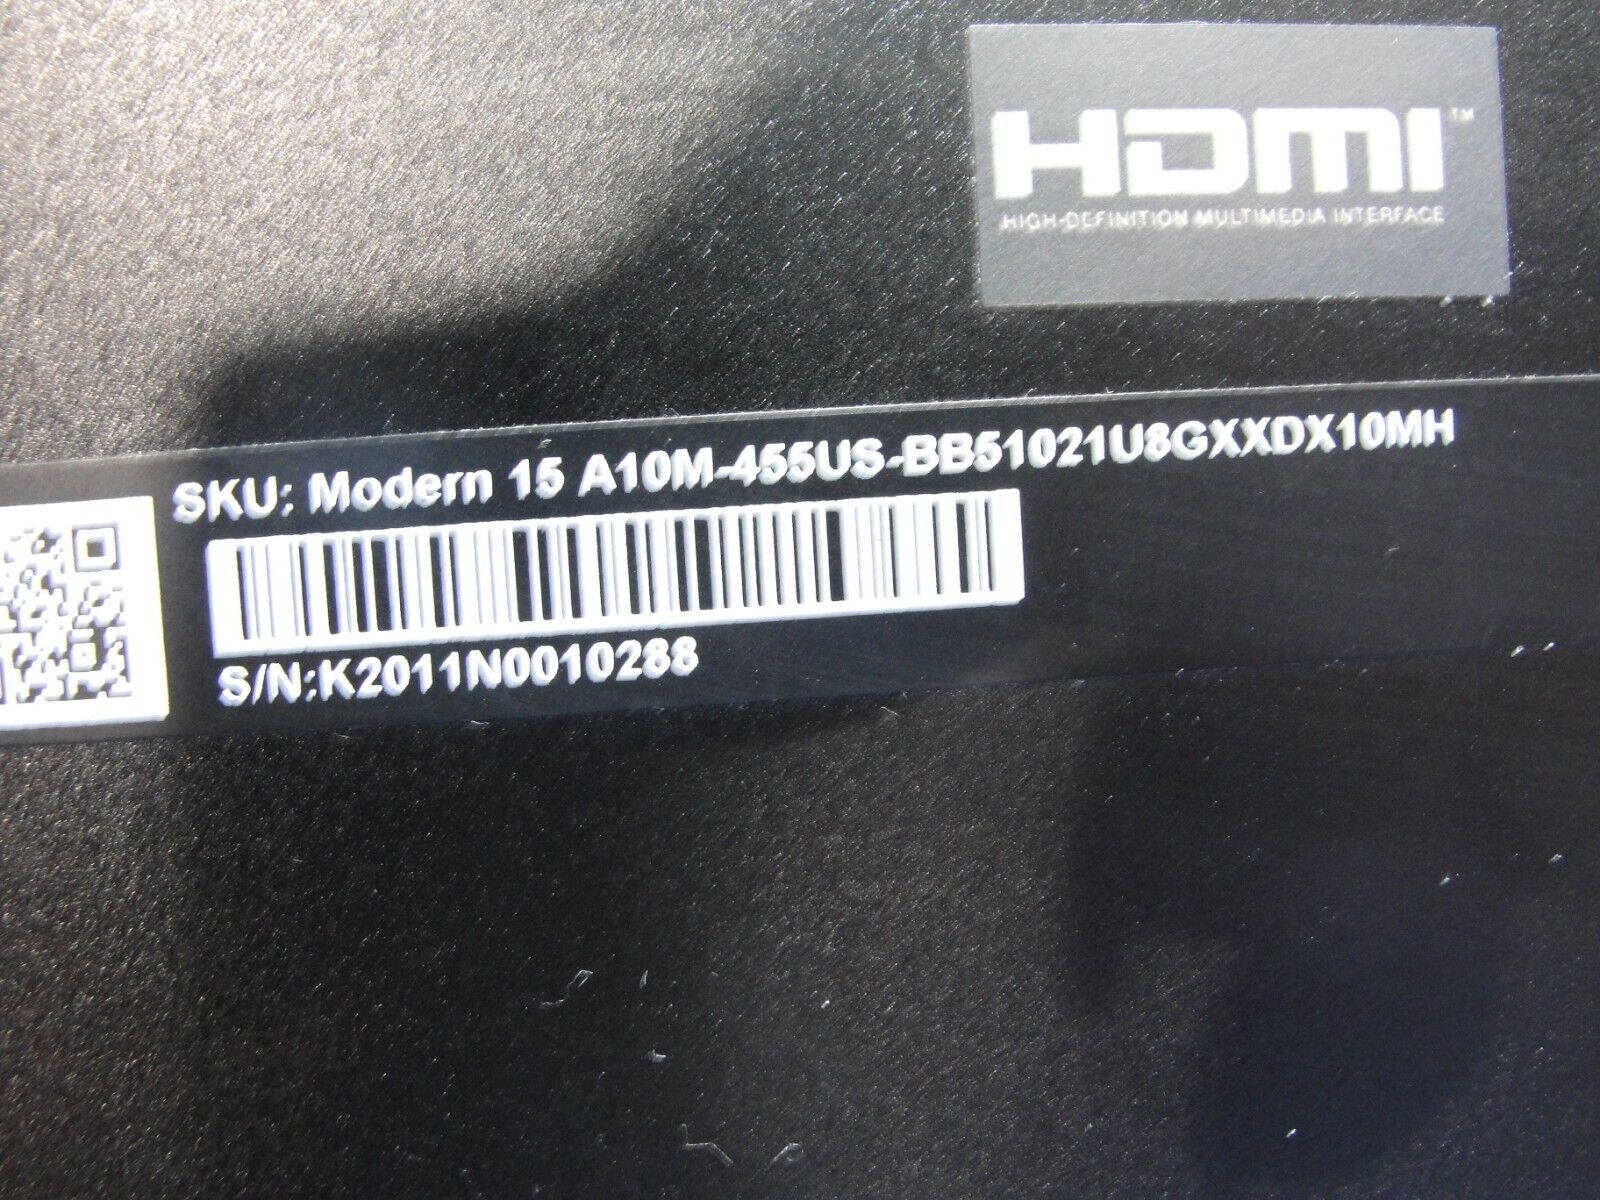 HDMI™
HIGH-DEFINITION MULTIMEDIA INTERFACE
SKU: Modern 15 A10M-455US-BB51021U8GXXDX10MH
S/N:K2011N0010288